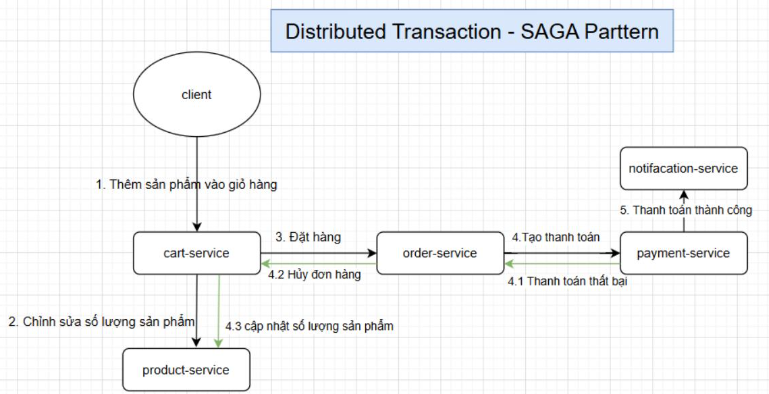 Distributed Transaction - SAGA Parttern
client
1. Thêm sản phẩm vào giỏ hàng
notifacation-service
5. Thanh toán thành công
cart-service
3. Đặt hàng
order-service
4.Tạo thanh toán
payment-service
4.2 Hủy đơn hàng
4.1 Thanh toán thất bại
2. Chỉnh sửa số lượng sản phẩm
4.3 cập nhật số lượng sản phẩm
product-service